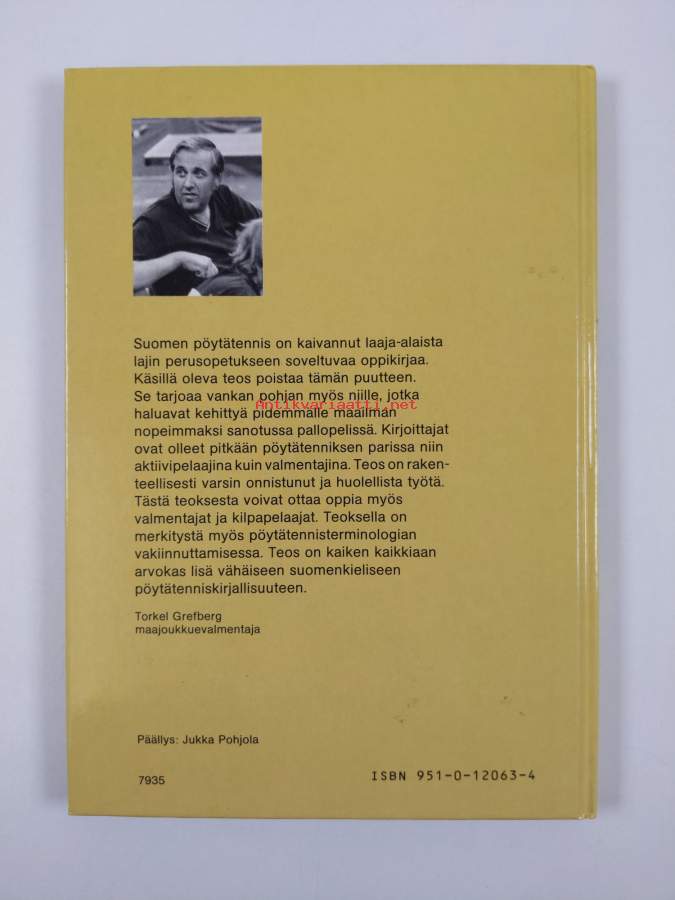 Suomen pöytätennis on kaivannut laaja-alaista
lajin perusopetukseen soveltuvaa oppikirjaa.
Käsillä oleva teos poistaa tämän puutteen.
Se tarjoaa vankan pohjan myös niille, jotka
Antikvariaatti.net
haluavat kehittyä pidemmälle maailman
nopeimmaksi sanotussa pallopelissä. Kirjoittajat
ovat olleet pitkään pöytätenniksen parissa niin
aktiivipelaajina kuin valmentajina. Teos on raken-
teellisesti varsin onnistunut ja huolellista työtä.
Tästä teoksesta voivat ottaa oppia myös
valmentajat ja kilpapelaajat. Teoksella on
merkitystä myös pöytätennisterminologian
vakiinnuttamisessa. Teos on kaiken kaikkiaan
arvokas lisä vähäiseen suomenkieliseen
pöytätenniskirjallisuuteen.
Torkel Grefberg
maajoukkuevalmentaja
Päällys: Jukka Pohjola
7935
ISBN 951-0-12063-4